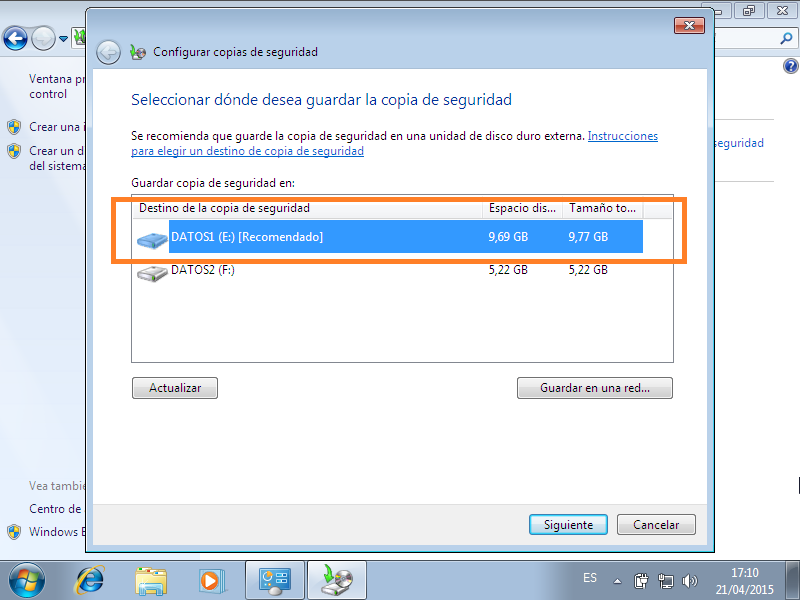 Configurar copias de seguridad
Ventana pr
control
Crear una i
Crear un d
del sistema
Seleccionar dónde desea guardar la copia de seguridad
Se recomienda que guarde la copia de seguridad en una unidad de disco duro externa. Instrucciones
para elegir un destino de copia de seguridad
seguridad
Guardar copia de seguridad en:
Destino de la copia de seguridad Espacio dis... Tamaño to...
DATOS1 (E:) [Recomendado] 9,69 GB 9,77 GB
DATOS2 (F:) 5,22 GB 5,22 GB
Actualizar Guardar en una red...
Vea tambié
Centro de
Windows E
Siguiente Cancelar
ES 17:10
21/04/2015